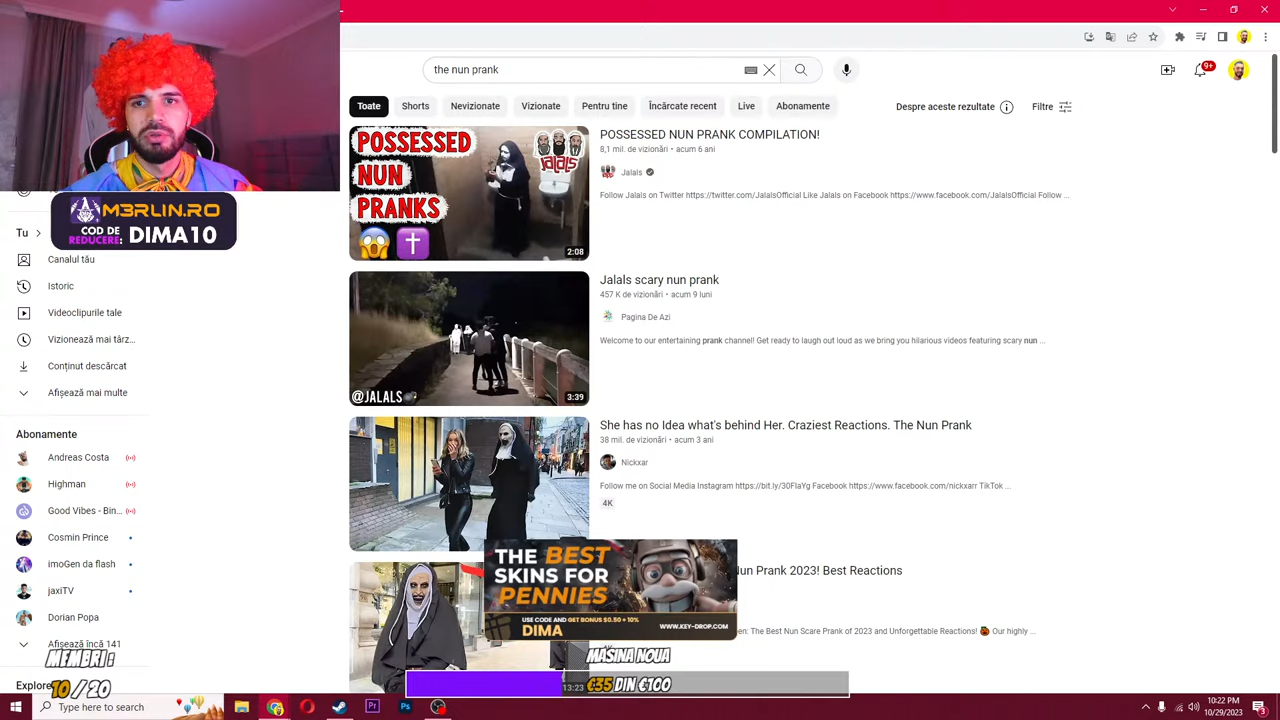 the nun prank
9+
Toate
Shorts
Nevizionate
Vizionate
Pentru tine
Încărcate recent
Live
Abonamente
Despre aceste rezultate
Filtre
POSSESSED
NUN
PRANKS
JALALS
2:08
POSSESSED NUN PRANK COMPILATION!
8,1 mil. de vizionări • acum 6 ani
Jalals
Follow Jalals on Twitter https://twitter.com/JalalsOfficial Like Jalals on Facebook https://www.facebook.com/JalalsOfficial Follow ...
M3RLIN.RO
COD DE
REDUCERE: DIMA10
Tu
Canalul tău
Istoric
Videoclipurile tale
Vizionează mai târz...
Conținut descărcat
Afișează mai multe
Abonamente
Andreas Costa
Highman
Good Vibes - Bin...
Cosmin Prince
imoGen da flash
jaxiTV
Dorian Popa
Afișează încă 141
MEMBRI :
10/20
Explore
@JALALS
3:39
Jalals scary nun prank
457 K de vizionări • acum 9 luni
Pagina De Azi
Welcome to our entertaining prank channel! Get ready to laugh out loud as we bring you hilarious videos featuring scary nun ...
She has no Idea what's behind Her. Craziest Reactions. The Nun Prank
38 mil. de vizionări • acum 3 ani
Nickxar
Follow me on Social Media Instagram https://bit.ly/30FlaYg Facebook https://www.facebook.com/nickxarr TikTok ...
4K
THE BEST
SKINS FOR
PENNIES
USE CODE AND GET BONUS $0.50 + 10%
DIMA
WWW.KEY-DROP.COM
Nun Prank 2023! Best Reactions
en: The Best Nun Scare Prank of 2023 and Unforgettable Reactions! 🎃 Our highly ...
MASINA NOUA
13:23
€35 DIN €100
Type here to search
Pr
Ps
10:22 PM
10/29/2023
3